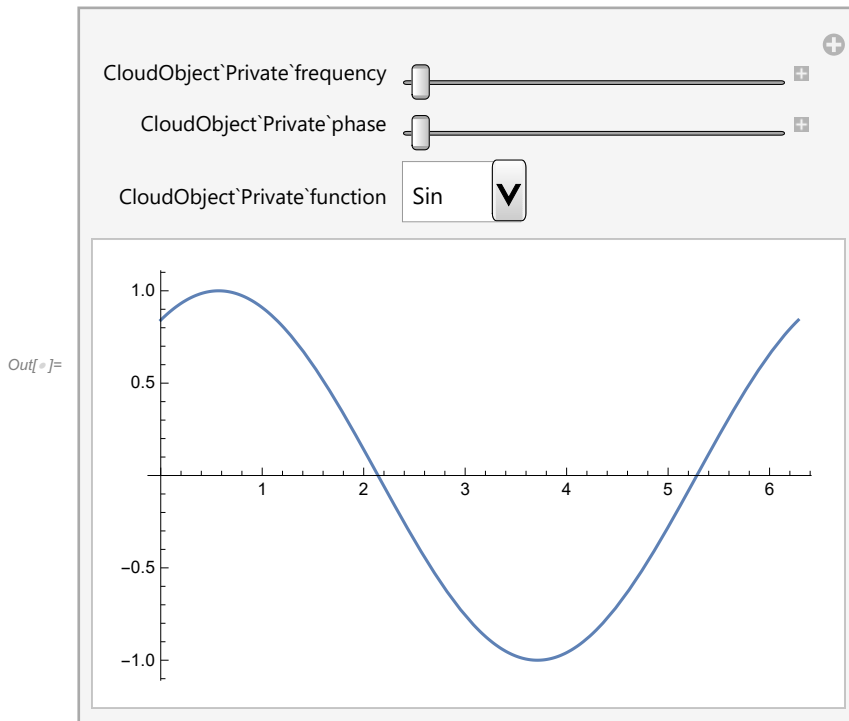 CloudObject`Private`frequency
CloudObject`Private`phase
CloudObject`Private`function Sin
Out[•]=
1.0
0.5
1 2 3 4 5 6
−0.5
−1.0